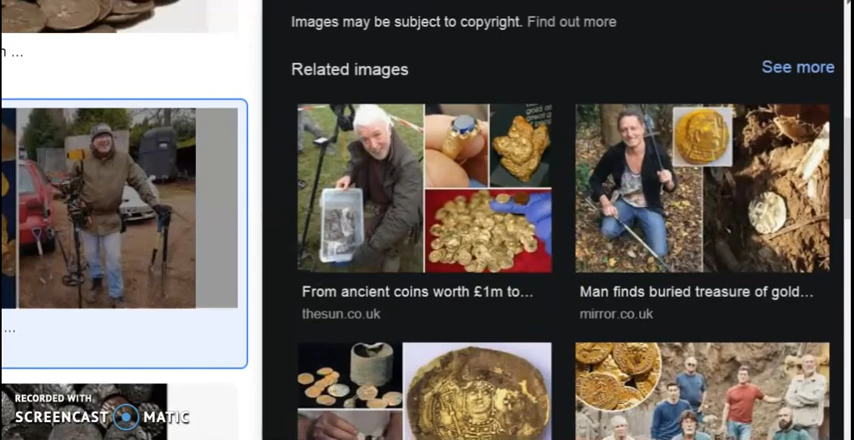 Images may be subject to copyright. Find out more
n ...
Related images
See more
From ancient coins worth £1m to...
thesun.co.uk
Man finds buried treasure of gold...
mirror.co.uk
...
RECORDED WITH
SCREENCAST MATIC